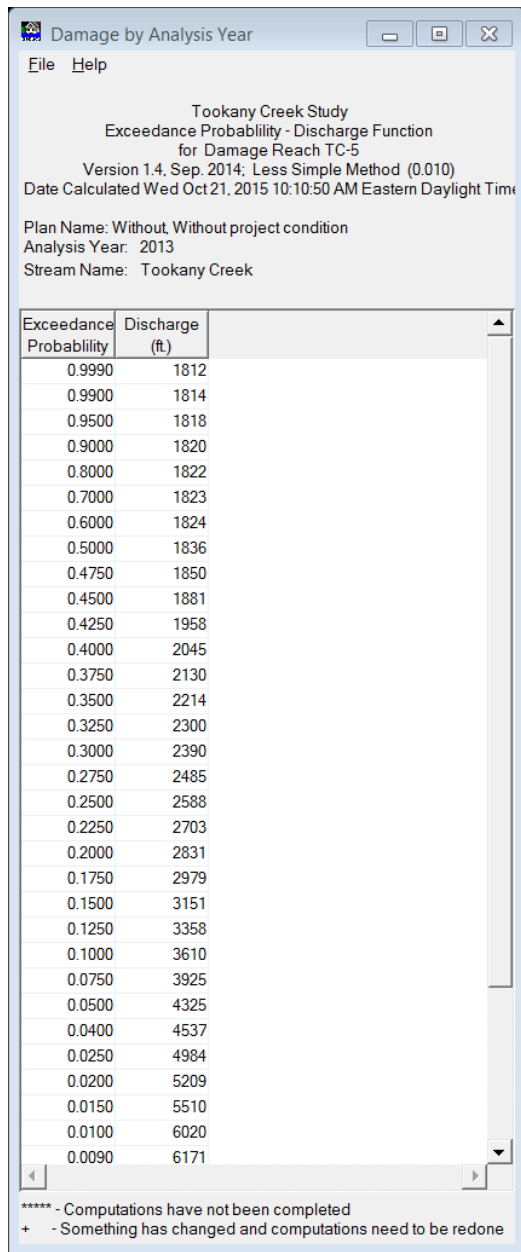 Damage by Analysis Year
File Help
Tookany Creek Study
Exceedance Probablility - Discharge Function
for Damage Reach TC-5
Version 1.4, Sep. 2014; Less Simple Method (0.010)
Date Calculated Wed Oct 21, 2015 10:10:50 AM Eastern Daylight Time
Plan Name: Without, Without project condition
Analysis Year: 2013
Stream Name: Tookany Creek
Exceedance Discharge
Probablility (ft.)
0.9990 1812
0.9900 1814
0.9500 1818
0.9000 1820
0.8000 1822
0.7000 1823
0.6000 1824
0.5000 1836
0.4750 1850
0.4500 1881
0.4250 1958
0.4000 2045
0.3750 2130
0.3500 2214
0.3250 2300
0.3000 2390
0.2750 2485
0.2500 2588
0.2250 2703
0.2000 2831
0.1750 2979
0.1500 3151
0.1250 3358
0.1000 3610
0.0750 3925
0.0500 4325
0.0400 4537
0.0250 4984
0.0200 5209
0.0150 5510
0.0100 6020
0.0090 6171
***** - Computations have not been completed
+ - Something has changed and computations need to be redone